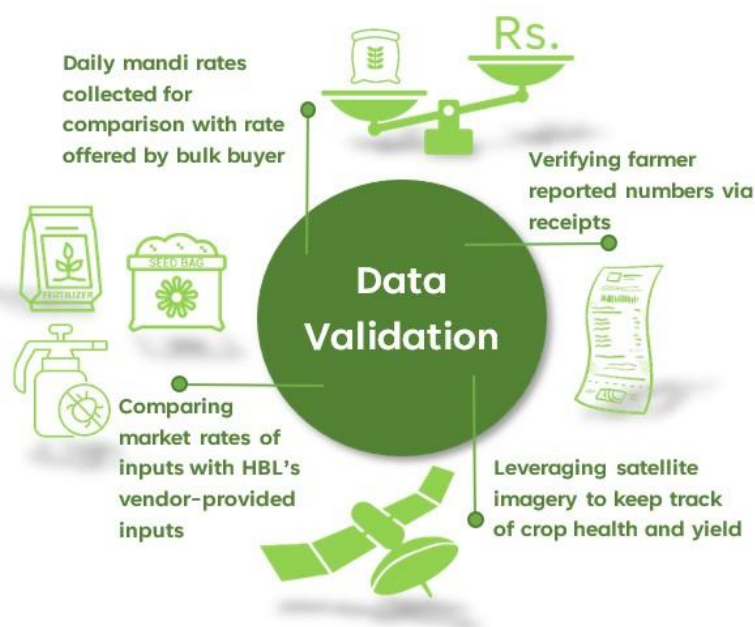 Rs.
Daily mandi rates
collected for
comparison with rate
offered by bulk buyer
Verifying farmer
reported numbers via
receipts
FERTILIZER
SEED BAG
Data
Validation
Comparing
market rates of
inputs with HBL's
vendor-provided
inputs
Leveraging satellite
imagery to keep track
of crop health and yield